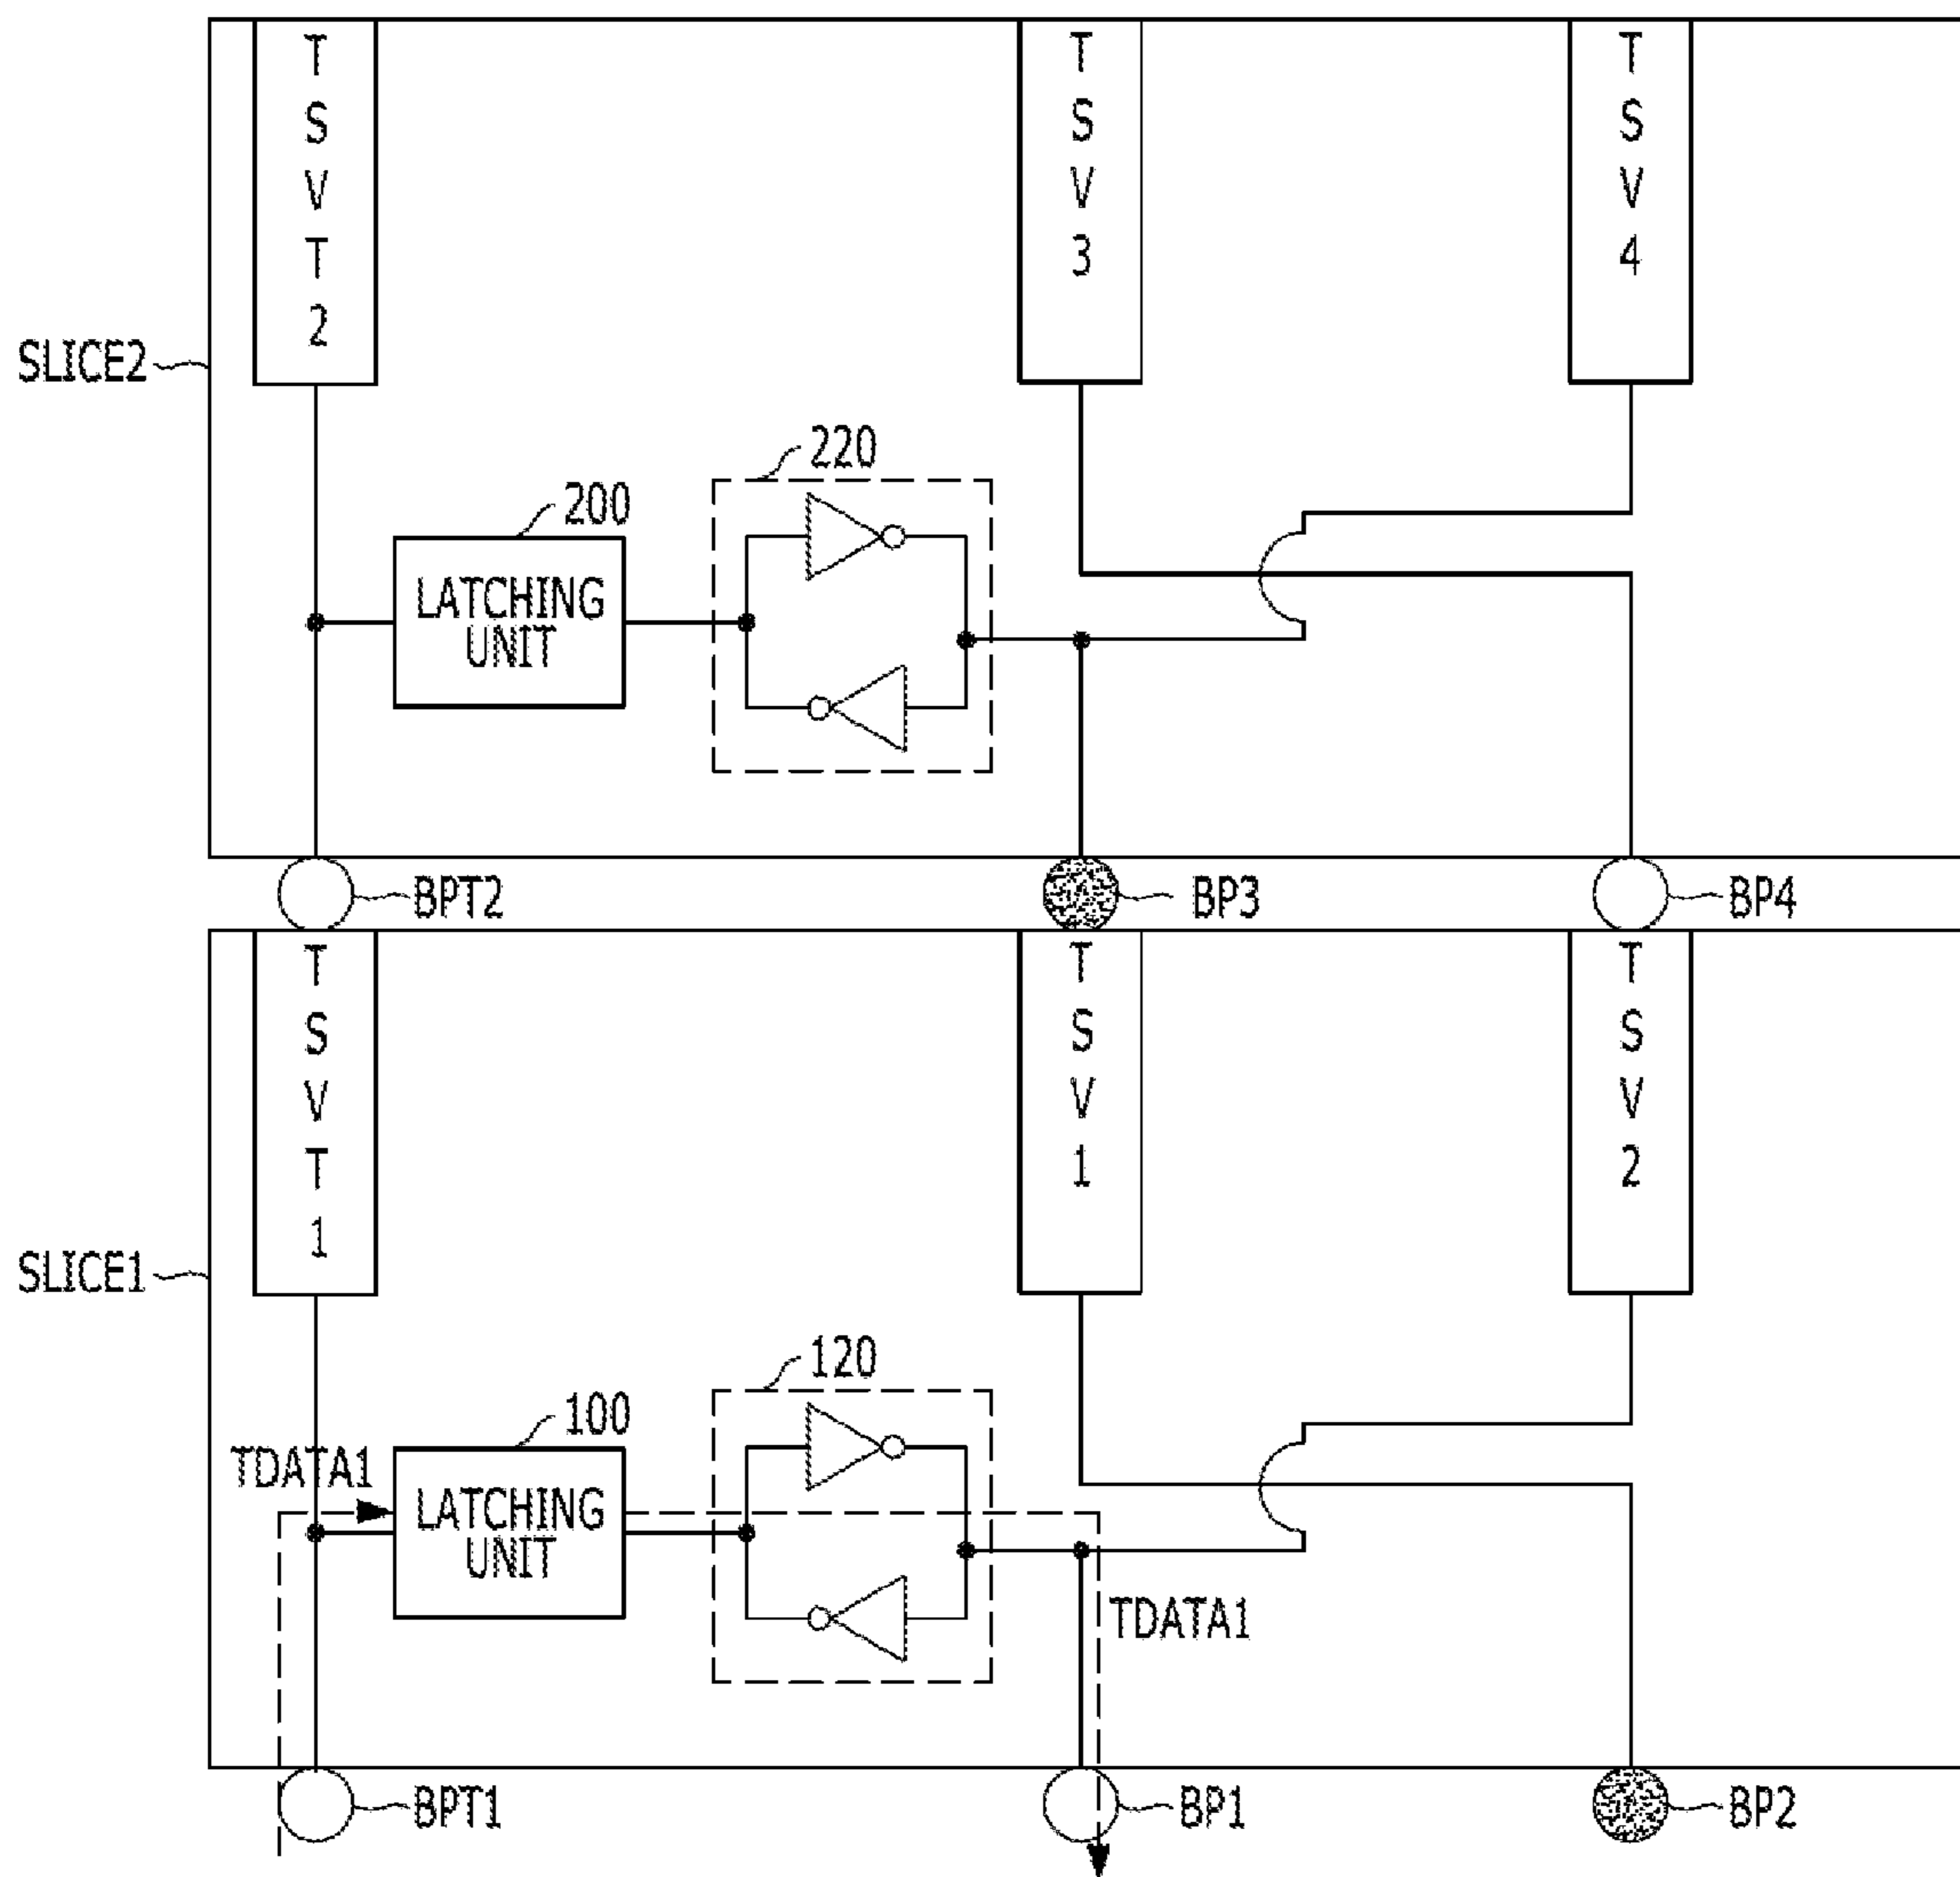 TSVT2
TSV3
TSV4
SLICE2
220
200
LATCHING
UNIT
BPT2
BP3
BP4
TSVT1
TSV1
TSV2
SLICE1
120
100
TDATA1
LATCHING
UNIT
TDATA1
BPT1
BP1
BP2